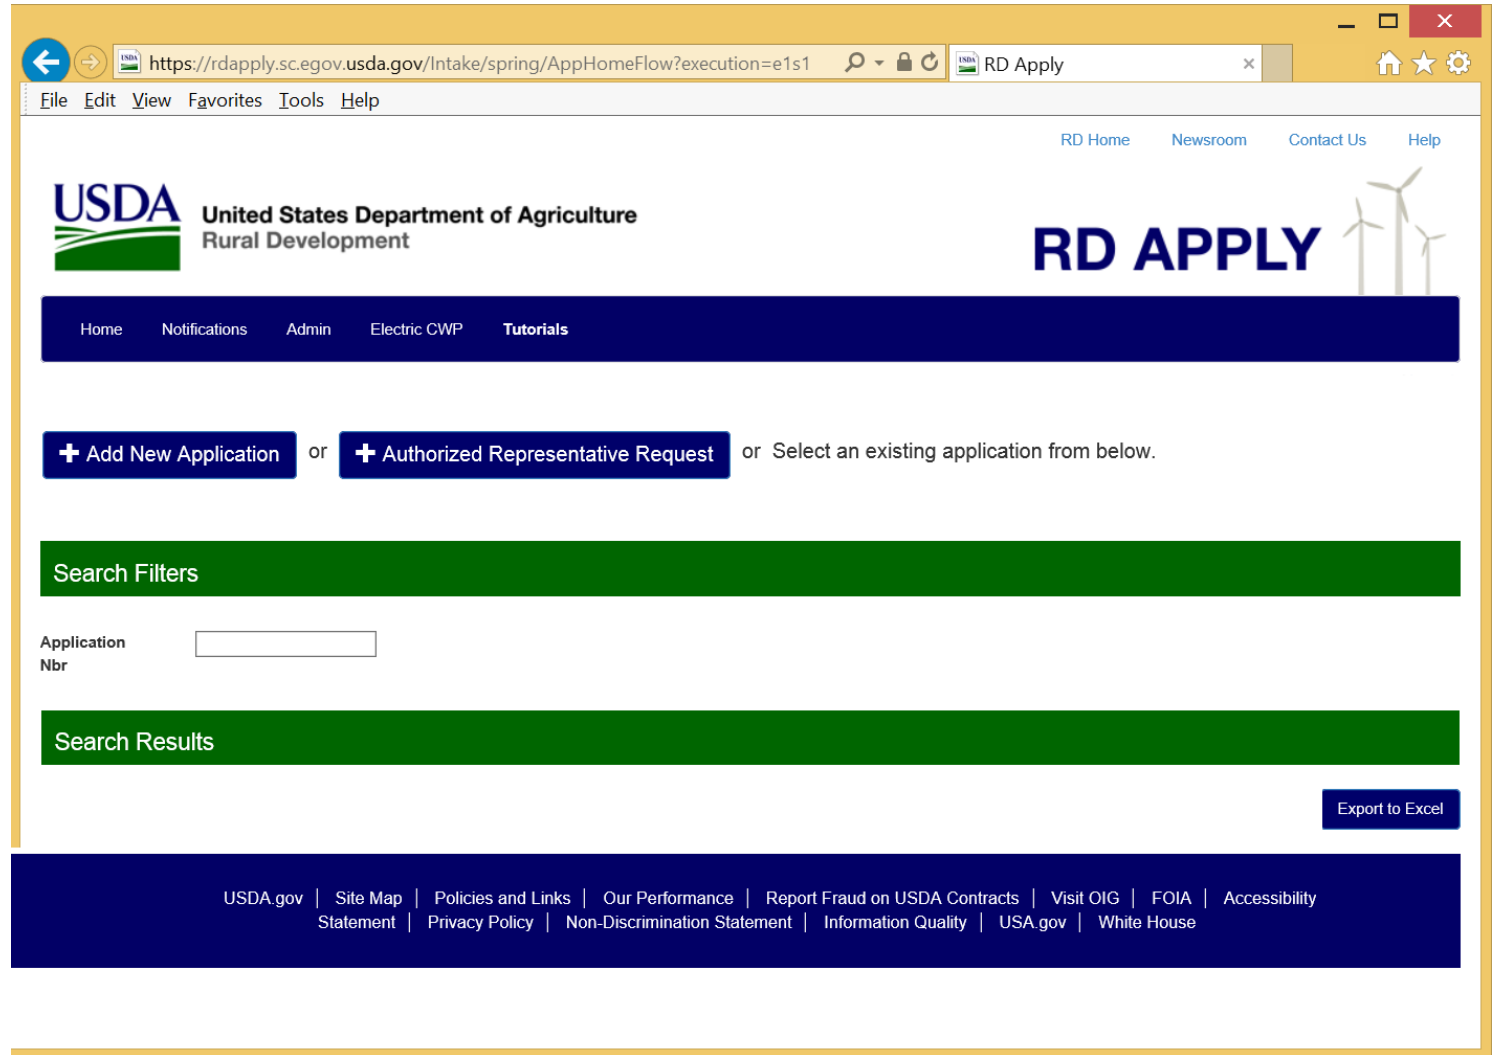 https://rdapply.sc.egov.usda.gov/Intake/spring/AppHomeFlow?execution=e1s1 RD Apply
File Edit View Favorites Tools Help
RD Home Newsroom Contact Us Help
USDA United States Department of Agriculture
Rural Development
RD APPLY
Home Notifications Admin Electric CWP Tutorials
Add New Application or Authorized Representative Request or Select an existing application from below.
Search Filters
Application
Nbr
Search Results
Export to Excel
USDA.gov | Site Map | Policies and Links | Our Performance | Report Fraud on USDA Contracts | Visit OIG | FOIA | Accessibility
Statement | Privacy Policy | Non-Discrimination Statement | Information Quality | USA.gov | White House